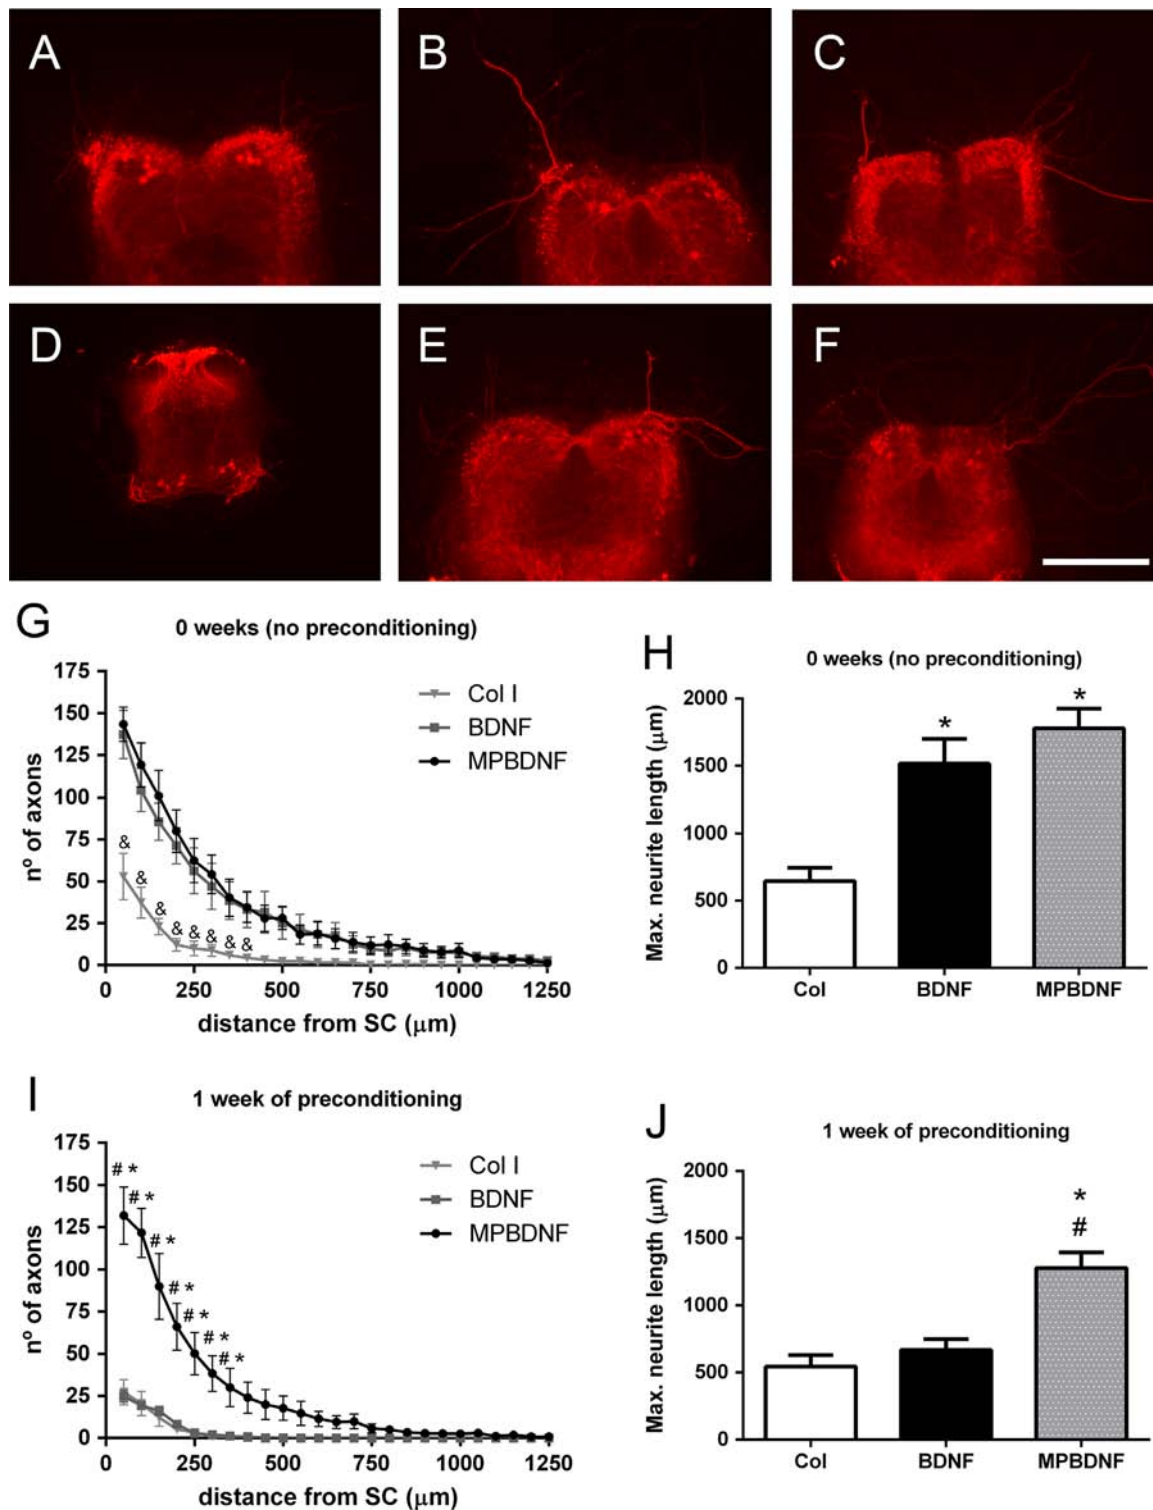 A
B
C
D
E
F
G
0 weeks (no preconditioning)
nº of axons
175
150
125
100
75
50
25
0
Col I
BDNF
MPBDNF
&
&
&
& & & & &
0 250 500 750 1000 1250
distance from SC (μm)
H
0 weeks (no preconditioning)
Max. neurite length (μm)
2000
1500
1000
500
0
*
*
Col BDNF MPBDNF
I
1 week of preconditioning
nº of axons
175
150
125
100
75
50
25
0
Col I
BDNF
MPBDNF
# *
# *
# *
# *
# *
# *
# *
0 250 500 750 1000 1250
distance from SC (μm)
J
1 week of preconditioning
Max. neurite length (μm)
2000
1500
1000
500
0
*
#
Col BDNF MPBDNF